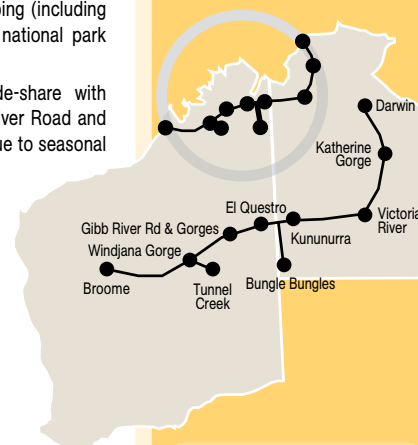 ping (including
national park
de-share with
ver Road and
ue to seasonal
Darwin
Katherine
Gorge
El Questro
Victoria
River
Gibb River Rd & Gorges
Kununurra
Windjana Gorge
Broome
Tunnel
Creek
Bungle Bungles